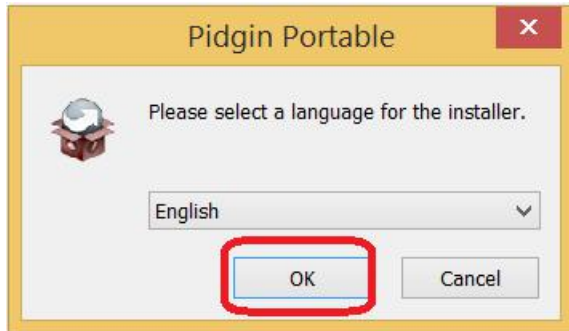 Pidgin Portable
Please select a language for the installer.
English
OK
Cancel